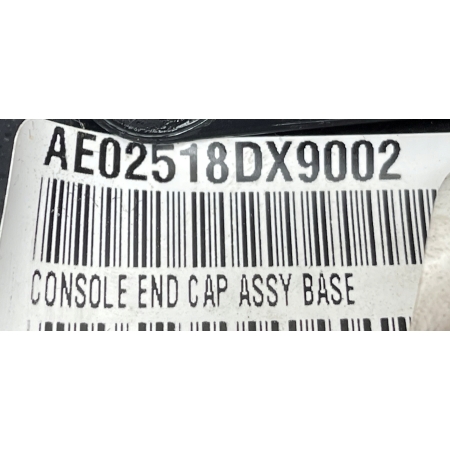 AE02518DX9002
CONSOLE END CAP ASSY BASE